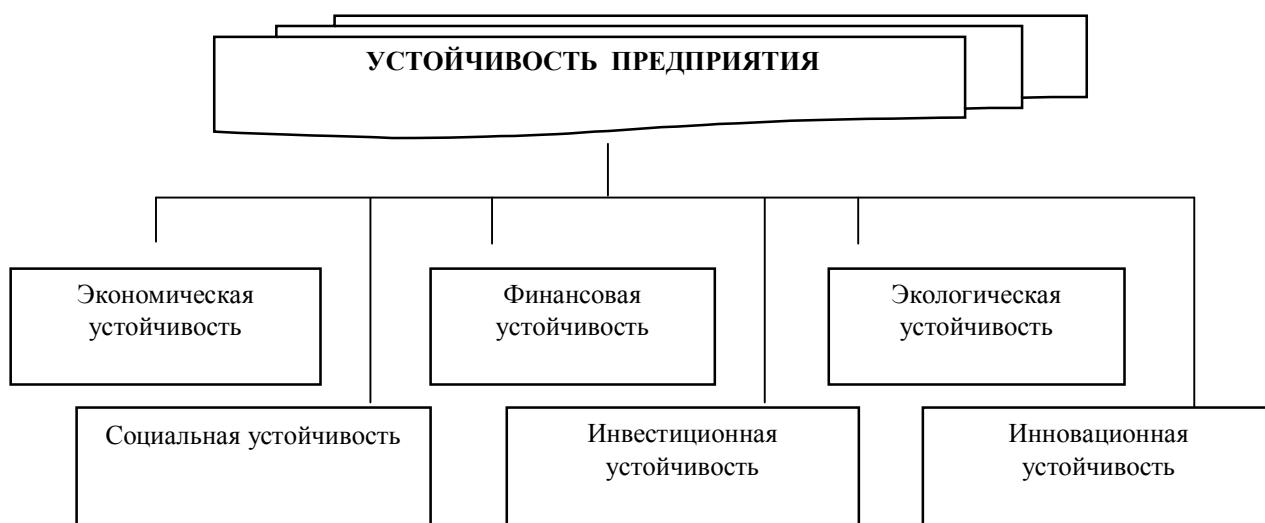 УСТОЙЧИВОСТЬ ПРЕДПРИЯТИЯ
Экономическая
устойчивость
Финансовая
устойчивость
Экологическая
устойчивость
Социальная устойчивость
Инвестиционная
устойчивость
Инновационная
устойчивость